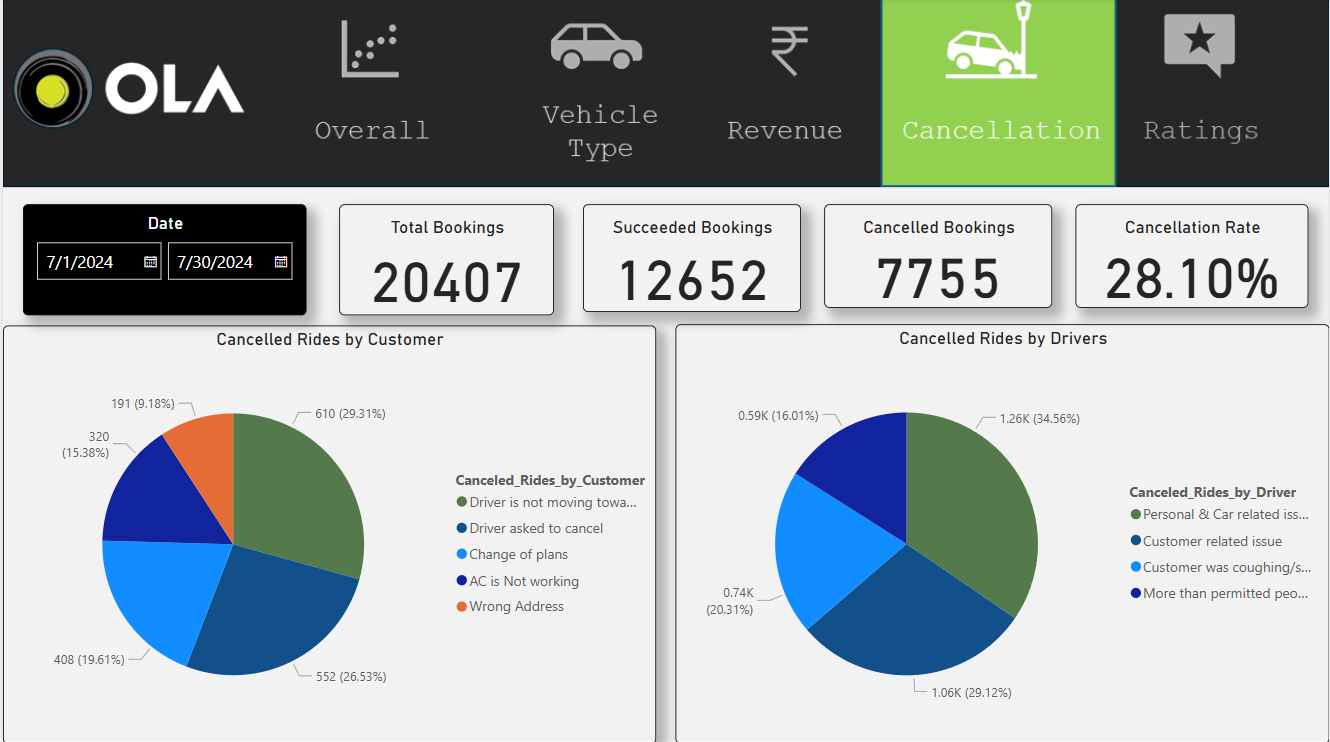 OLA
Overall
Vehicle
Type
Revenue
Cancellation
Ratings
Date
7/1/2024
7/30/2024
Total Bookings
20407
Succeeded Bookings
12652
Cancelled Bookings
7755
Cancellation Rate
28.10%
Cancelled Rides by Customer
191 (9.18%)
610 (29.31%)
320
(15.38%)
408 (19.61%)
552 (26.53%)
Canceled_Rides_by_Customer
Driver is not moving towa...
Driver asked to cancel
Change of plans
AC is Not working
Wrong Address
Cancelled Rides by Drivers
0.59K (16.01%)
1.26K (34.56%)
0.74K
(20.31%)
1.06K (29.12%)
Canceled_Rides_by_Driver
Personal & Car related iss...
Customer related issue
Customer was coughing/s...
More than permitted peo...